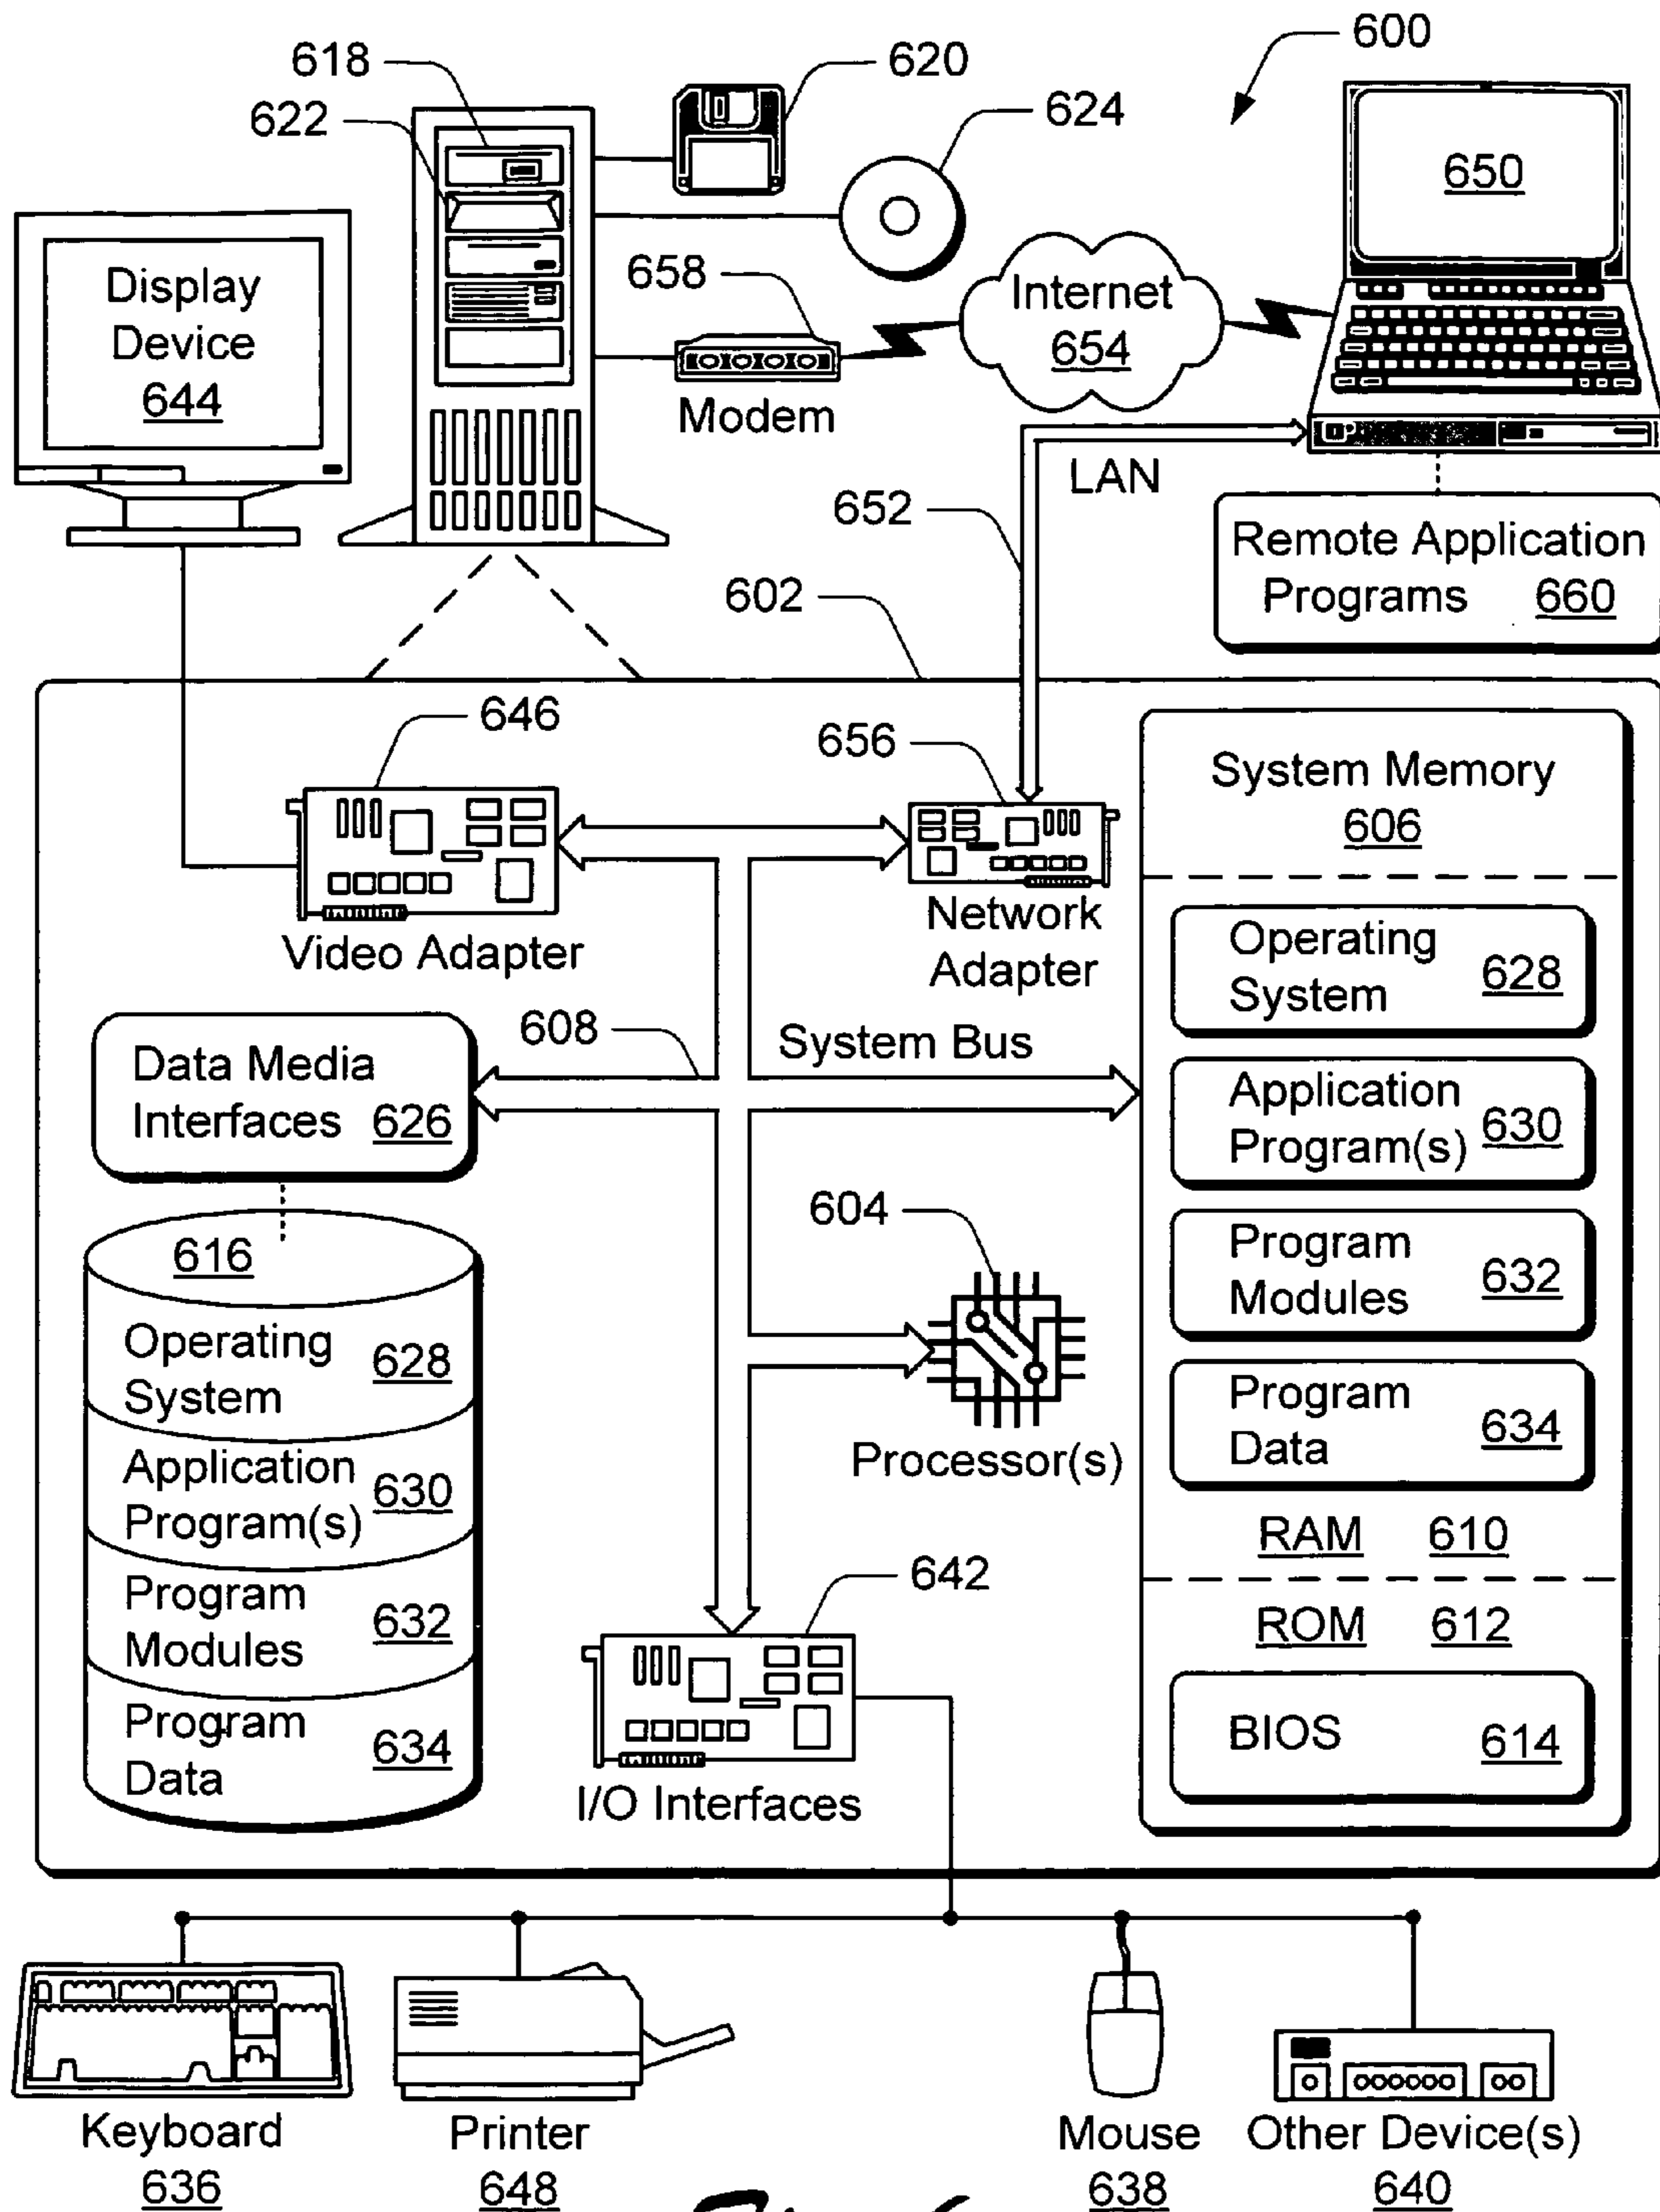 600
618
620
622
624
650
Display
Device
644
658
Internet
654
Modem
LAN
652
Remote Application
Programs 660
602
646
656
System Memory
606
Video Adapter
Network
Adapter
Operating
System 628
608
System Bus
Data Media
Interfaces 626
Application
Program(s) 630
604
616
Program
Modules 632
Operating
System 628
Program
Data 634
Processor(s)
Application
Program(s) 630
RAM 610
642
Program
Modules 632
ROM 612
Program
Data 634
BIOS 614
I/O Interfaces
Keyboard
636
Printer
648
Mouse
638
Other Device(s)
640